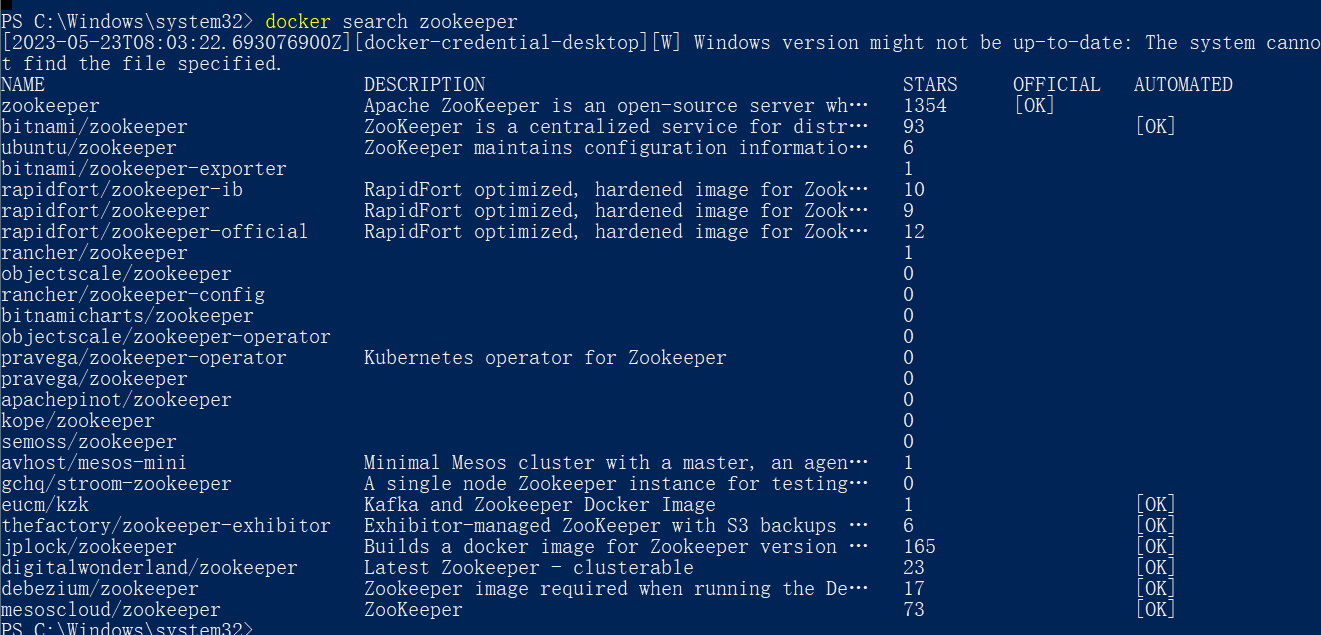 PS C:\Windows\system32> docker search zookeeper
[2023-05-23T08:03:22.693076900Z][docker-credential-desktop][W] Windows version might not be up-to-date: The system canno
t find the file specified.
NAME DESCRIPTION STARS OFFICIAL AUTOMATED
zookeeper Apache ZooKeeper is an open-source server wh… 1354 [OK]
bitnami/zookeeper ZooKeeper is a centralized service for distr… 93 [OK]
ubuntu/zookeeper ZooKeeper maintains configuration informatio… 6
bitnami/zookeeper-exporter 1
rapidfort/zookeeper-ib RapidFort optimized, hardened image for Zook… 10
rapidfort/zookeeper RapidFort optimized, hardened image for Zook… 9
rapidfort/zookeeper-official RapidFort optimized, hardened image for Zook… 12
rancher/zookeeper 1
objectscale/zookeeper 0
rancher/zookeeper-config 0
bitnamicharts/zookeeper 0
objectscale/zookeeper-operator 0
pravega/zookeeper-operator Kubernetes operator for Zookeeper 0
pravega/zookeeper 0
apachepinot/zookeeper 0
kope/zookeeper 0
semoss/zookeeper 0
avhost/mesos-mini Minimal Mesos cluster with a master, an agen… 1
gchq/stroom-zookeeper A single node Zookeeper instance for testing… 0
eucm/kzk Kafka and Zookeeper Docker Image 1 [OK]
thefactory/zookeeper-exhibitor Exhibitor-managed ZooKeeper with S3 backups … 6 [OK]
jplock/zookeeper Builds a docker image for Zookeeper version … 165 [OK]
digitalwonderland/zookeeper Latest Zookeeper - clusterable 23 [OK]
debezium/zookeeper Zookeeper image required when running the De… 17 [OK]
mesoscloud/zookeeper ZooKeeper 73 [OK]
PS C:\Windows\system32>